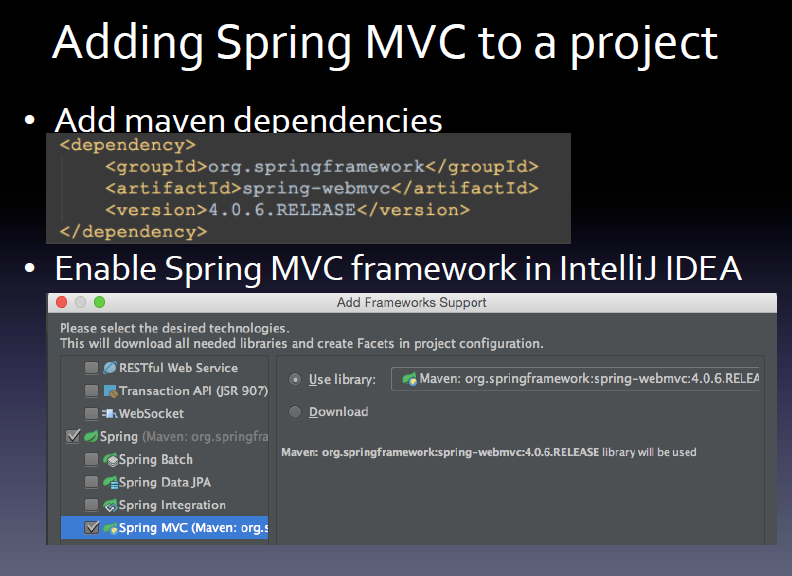 Adding Spring MVC to a project
• Add maven dependencies
<dependency>
<groupId>org.springframework</groupId>
<artifactId>spring-webmvc</artifactId>
<version>4.0.6.RELEASE</version>
</dependency>
• Enable Spring MVC framework in IntelliJ IDEA
Add Frameworks Support
Please select the desired technologies.
This will download all needed libraries and create Facets in project configuration.
RESTful Web Service
Transaction API (JSR 907)
WebSocket
Spring (Maven: org.springfra
Spring Batch
Spring Data JPA
Spring Integration
Spring MVC (Maven: org.s
Use library: Maven: org.springframework:spring-webmvc:4.0.6.RELEA
Download
Maven: org.springframework:spring-webmvc:4.0.6.RELEASE library will be used